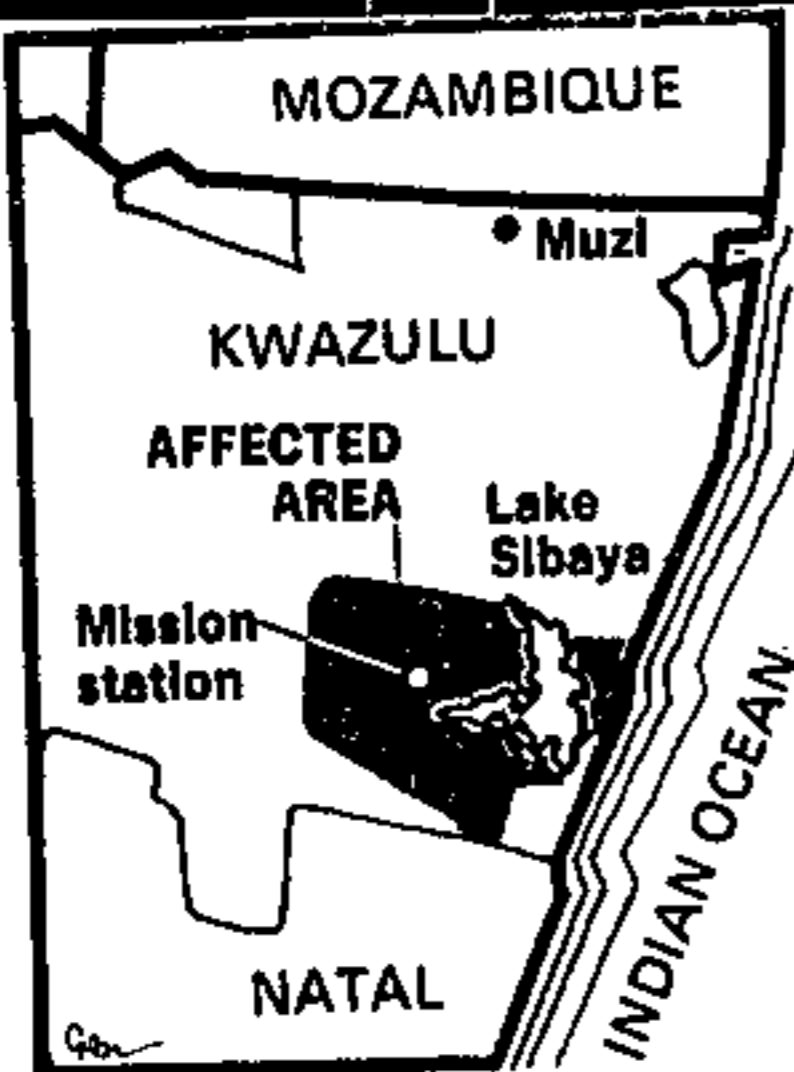 MOZAMBIQUE
Muzi
KWAZULU
AFFECTED
AREA
Lake
Sibaya
Mission
station
INDIAN OCEAN
NATAL